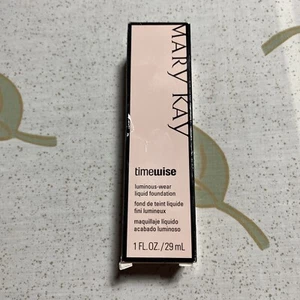 MARY KAY
timewise
luminous-wear
liquid foundation
fond de teint liquide
fini lumineux
maquillaje líquido
acabado luminoso
1 FL.OZ./29 mL